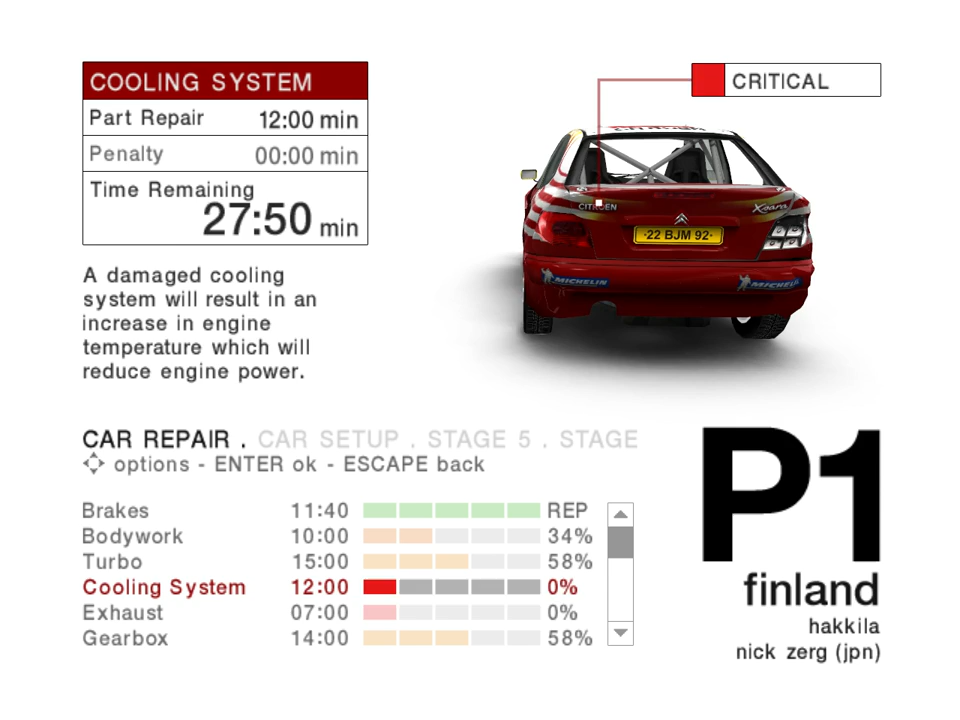 COOLING SYSTEM
Part Repair 12:00 min
Penalty 00:00 min
Time Remaining
27:50 min
CRITICAL
CITROËN
CITROEN Xsara
22 BJM 92
MICHELIN MICHELIN
A damaged cooling
system will result in an
increase in engine
temperature which will
reduce engine power.
CAR REPAIR . CAR SETUP . STAGE 5 . STAGE
options - ENTER ok - ESCAPE back
Brakes 11:40 REP
Bodywork 10:00 34%
Turbo 15:00 58%
Cooling System 12:00 0%
Exhaust 07:00 0%
Gearbox 14:00 58%
P1
finland
hakkila
nick zerg (jpn)